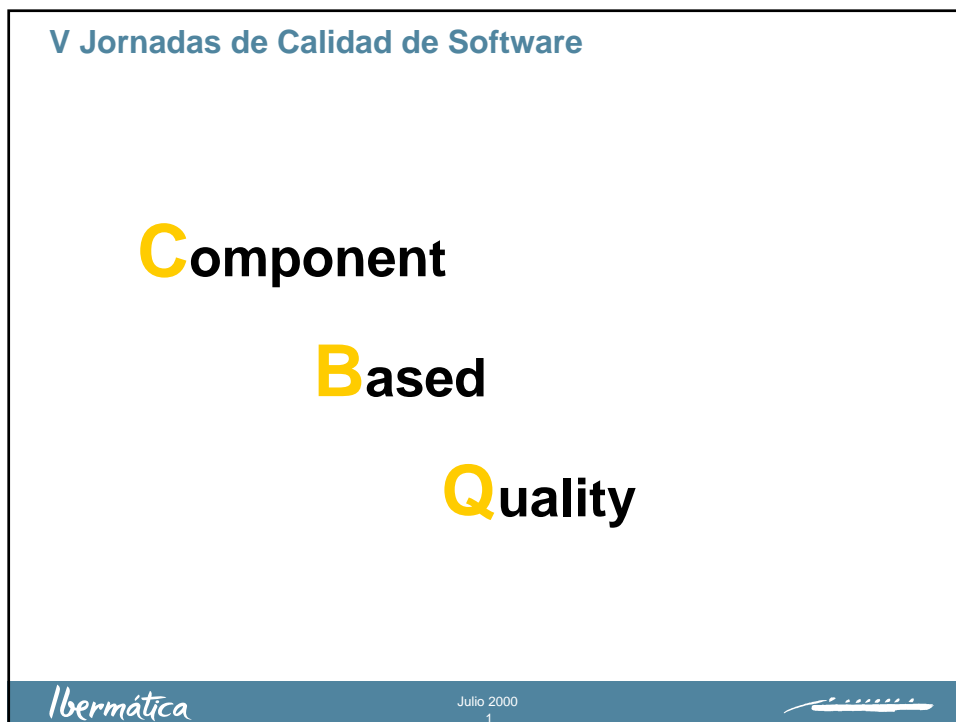 V Jornadas de Calidad de Software
Component
Based
Quality
Ibermática
Julio 2000
1